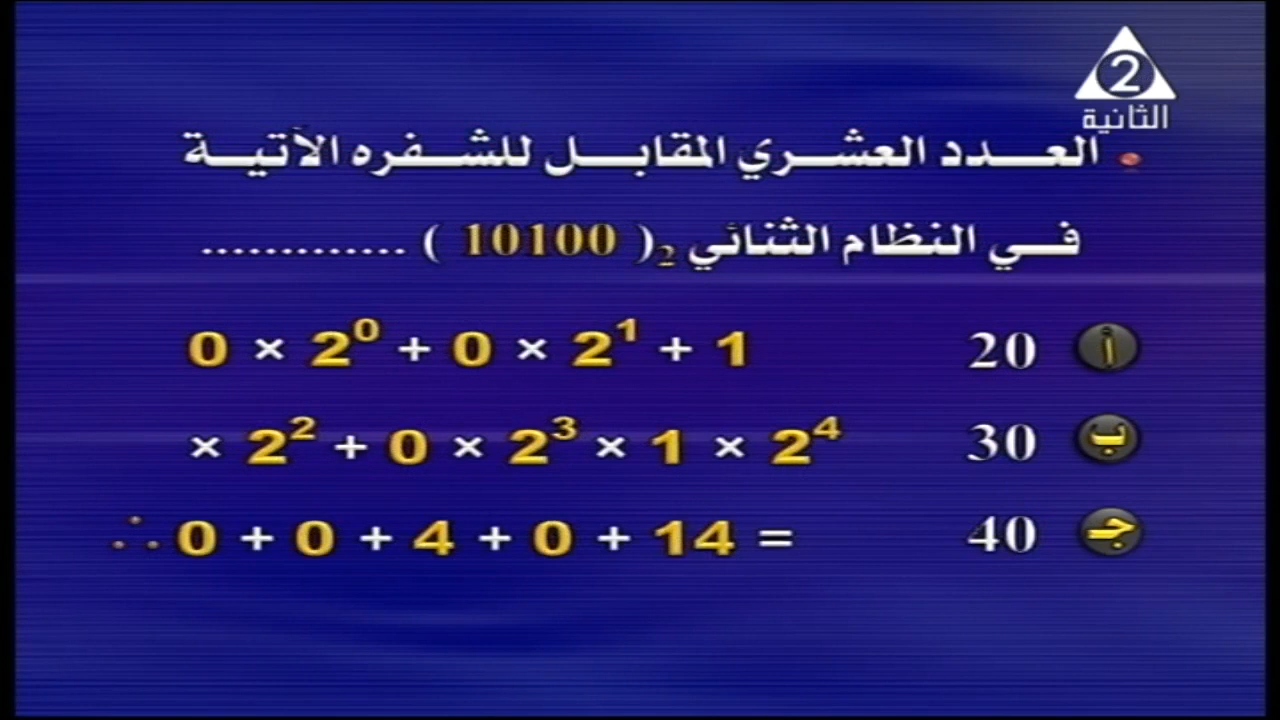 2
الثانية
• العدد العشري المقابل للشفره الآتية
في النظام الثنائي ₂( 10100 ) .............
أ 20
0 × 2⁰ + 0 × 2¹ + 1
ب 30
× 2² + 0 × 2³ × 1 × 2⁴
جـ 40
∴ 0 + 0 + 4 + 0 + 14 =